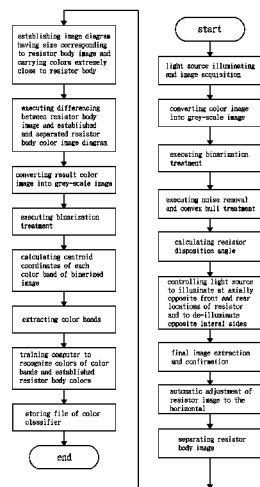 start
light source illuminating
and image acquisition
converting color image
into grey-scale image
executing binarization
treatment
executing noise removal
and convex hull treatment
calculating resistor
disposition angle
controlling light source
to illuminate at axially
opposite front and rear
locations of resistor
and to de-illuminate
opposite lateral sides
final image extraction
and confirmation
automatic adjustment of
resistor image to the
horizontal
separating resistor
body image
establishing image diagram
having size corresponding
to resistor body image and
carrying colors extremely
close to resistor body
executing differencing
between resistor body
image and established
and separated resistor
body color image diagram
converting result color
image into grey-scale image
executing binarization
treatment
calculating centroid
coordinates of each
color band of binarized
image
extracting color bands
training computer to
recognize colors of color
bands and established
resistor body colors
storing file of color
classifier
end